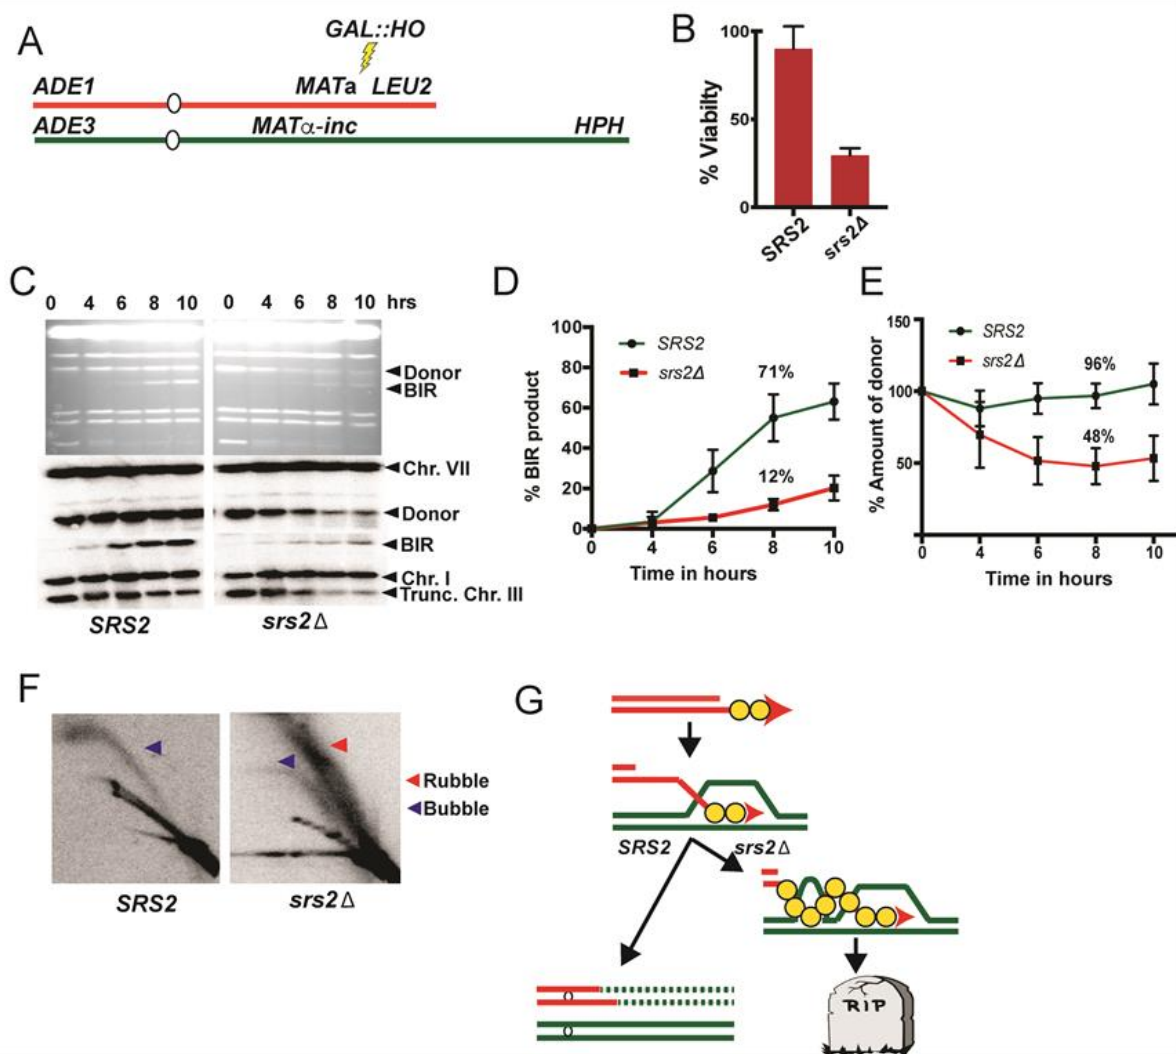 A
GAL::HO
ADE1 MATa LEU2
ADE3 MATα-inc HPH
B
% Viabilty
100
50
0
SRS2 srs2Δ
C
0 4 6 8 10 hrs 0 4 6 8 10
Donor
BIR
Chr. VII
Donor
BIR
Chr. I
Trunc. Chr. III
SRS2 srs2Δ
D
% BIR product
100
80
60
40
20
0
SRS2
srs2Δ
71%
12%
0 4 6 8 10
Time in hours
E
% Amount of donor
150
100
50
SRS2
srs2Δ
96%
48%
0 4 6 8 10
Time in hours
F
Rubble
Bubble
SRS2 srs2Δ
G
SRS2 srs2Δ
RIP